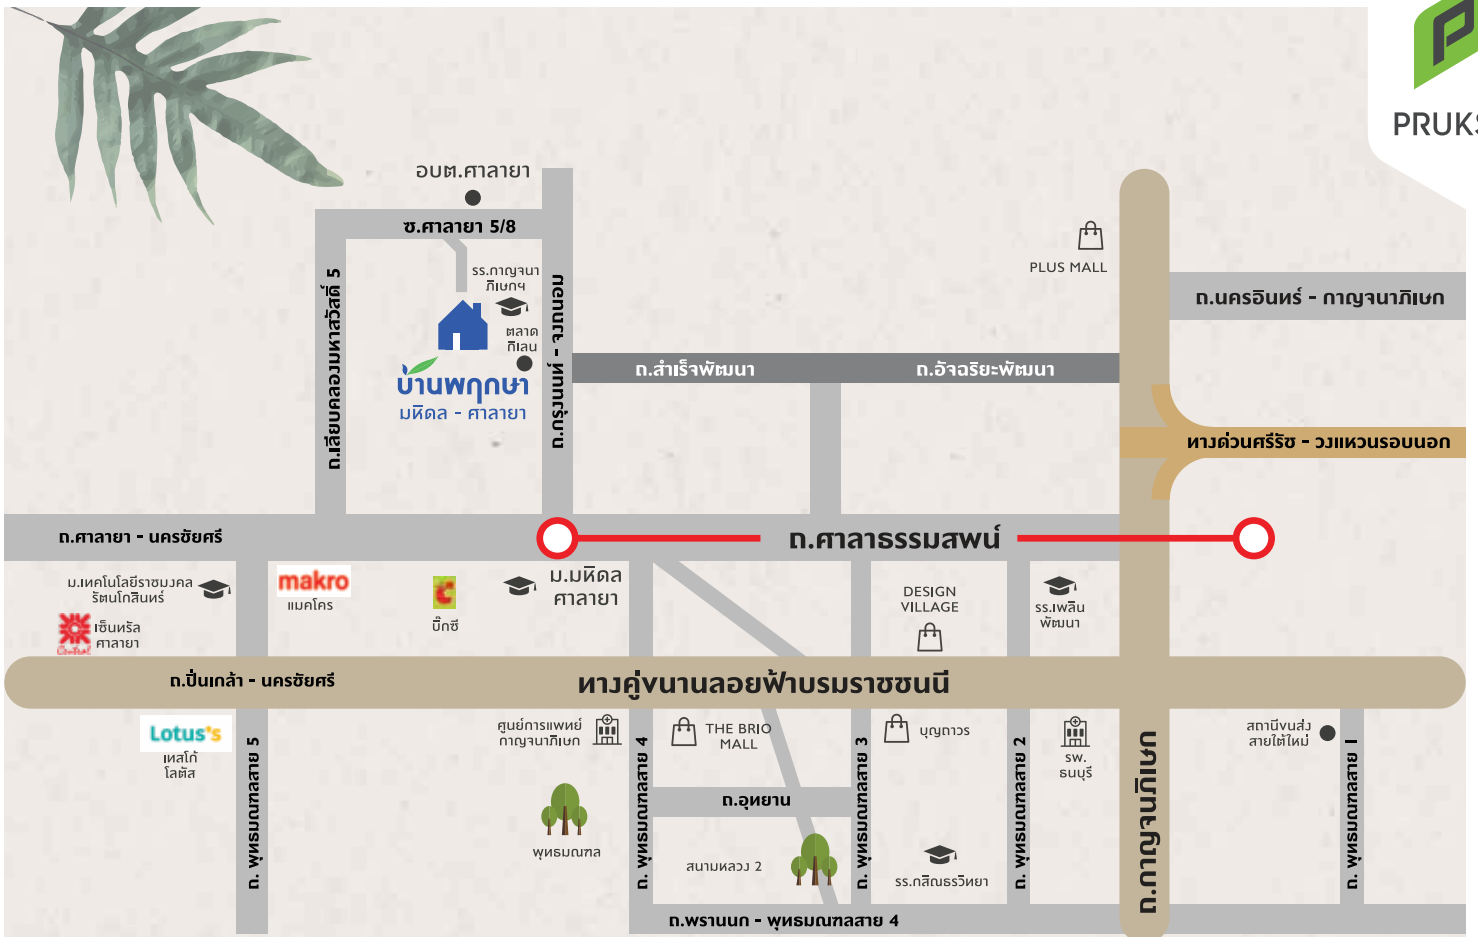 PRUKS
อบต.ศาลายา
ซ.ศาลายา 5/8
ถ.เลียบคลองมหาสวัสดิ์ 5
รร.กาญจนา
ภิเษกฯ
ตลาด
กิเลน
บ้านพฤกษา
มหิดล - ศาลายา
PLUS MALL
ถ.นครอินทร์ - กาญจนาภิเษก
ถ.สำเร็จพัฒนา
ถ.อัจฉริยะพัฒนา
ทางด่วนศรีรัช - วงแหวนรอบนอก
ถ.ศาลายา - นครชัยศรี
ถ.ศาลาธรรมสพน์
ม.เทคโนโลยีราชมงคล
รัตนโกสินทร์
เซ็นทรัล
ศาลายา
makro
แมคโคร
บิ๊กซี
ม.มหิดล
ศาลายา
DESIGN
VILLAGE
รร.เพลิน
พัฒนา
ถ.ปิ่นเกล้า - นครชัยศรี
ทางคู่ขนานลอยฟ้าบรมราชชนนี
Lotus's
เทสโก้
โลตัส
ถ. พุทธมณฑลสาย 5
ศูนย์การแพทย์
กาญจนาภิเษก
พุทธมณฑล
ถ. พุทธมณฑลสาย 4
THE BRIO
MALL
ถ.อุทยาน
สนามหลวง 2
ถ. พุทธมณฑลสาย 3
บุญถาวร
รร.กสิณธรวิทยา
ถ. พุทธมณฑลสาย 2
รพ.
ธนบุรี
ถ.กาญจนภิเษก
สถานีขนส่ง
สายใต้ใหม่
ถ. พุทธมณฑลสาย 1
ถ.พรานนก - พุทธมณฑลสาย 4